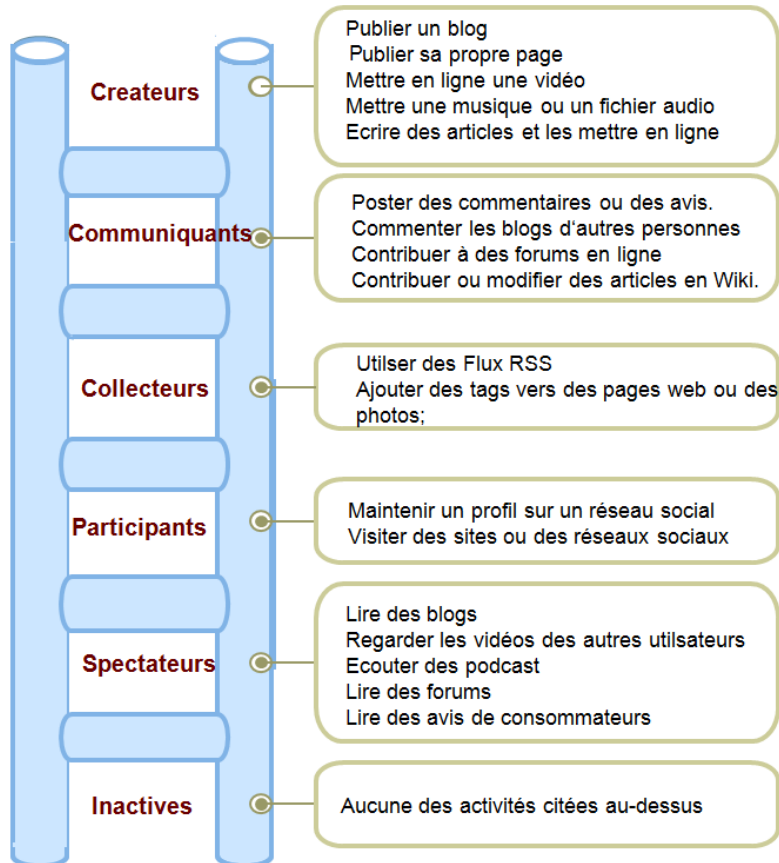 Createurs
Publier un blog
Publier sa propre page
Mettre en ligne une vidéo
Mettre une musique ou un fichier audio
Ecrire des articles et les mettre en ligne
Communiquants
Poster des commentaires ou des avis.
Commenter les blogs d'autres personnes
Contribuer à des forums en ligne
Contribuer ou modifier des articles en Wiki.
Collecteurs
Utilser des Flux RSS
Ajouter des tags vers des pages web ou des
photos;
Participants
Maintenir un profil sur un réseau social
Visiter des sites ou des réseaux sociaux
Spectateurs
Lire des blogs
Regarder les vidéos des autres utilsateurs
Ecouter des podcast
Lire des forums
Lire des avis de consommateurs
Inactives
Aucune des activités citées au-dessus